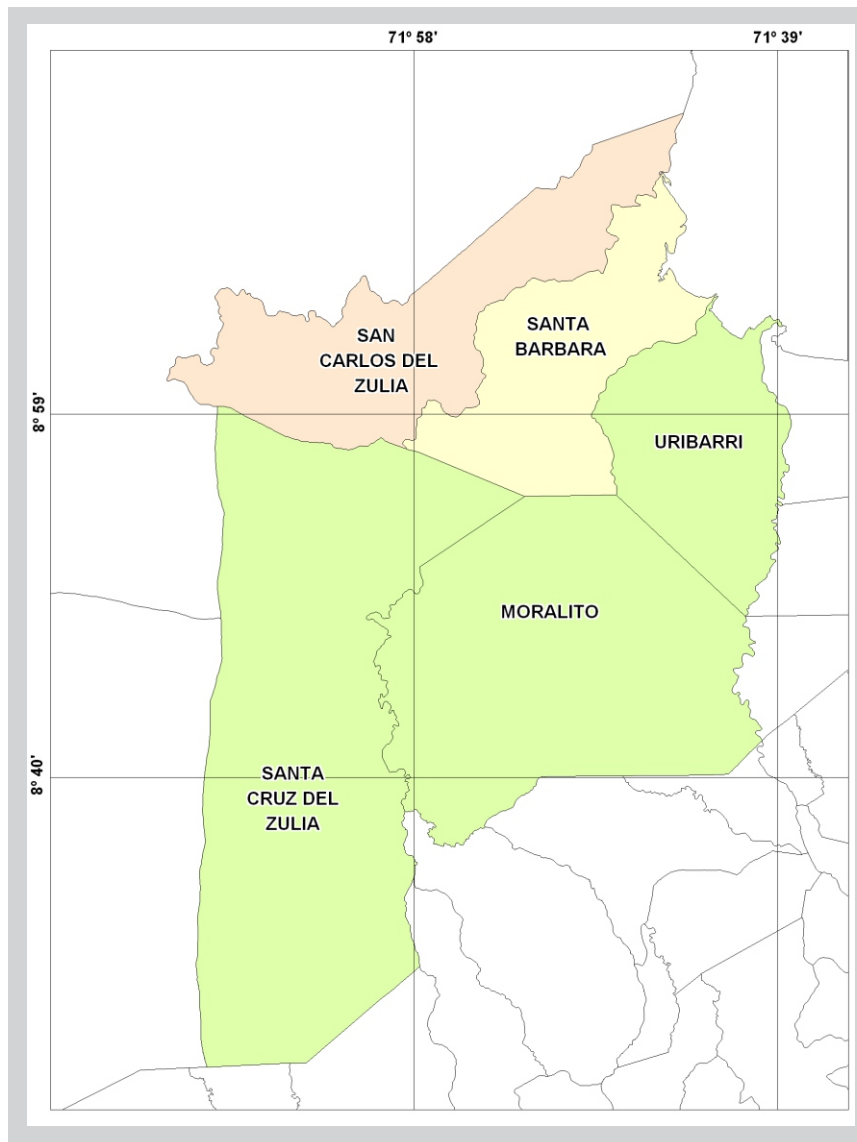 71º 58'
71º 39'
SAN
CARLOS DEL
ZULIA
SANTA
BARBARA
8º 59'
URIBARRI
MORALITO
8º 40'
SANTA
CRUZ DEL
ZULIA